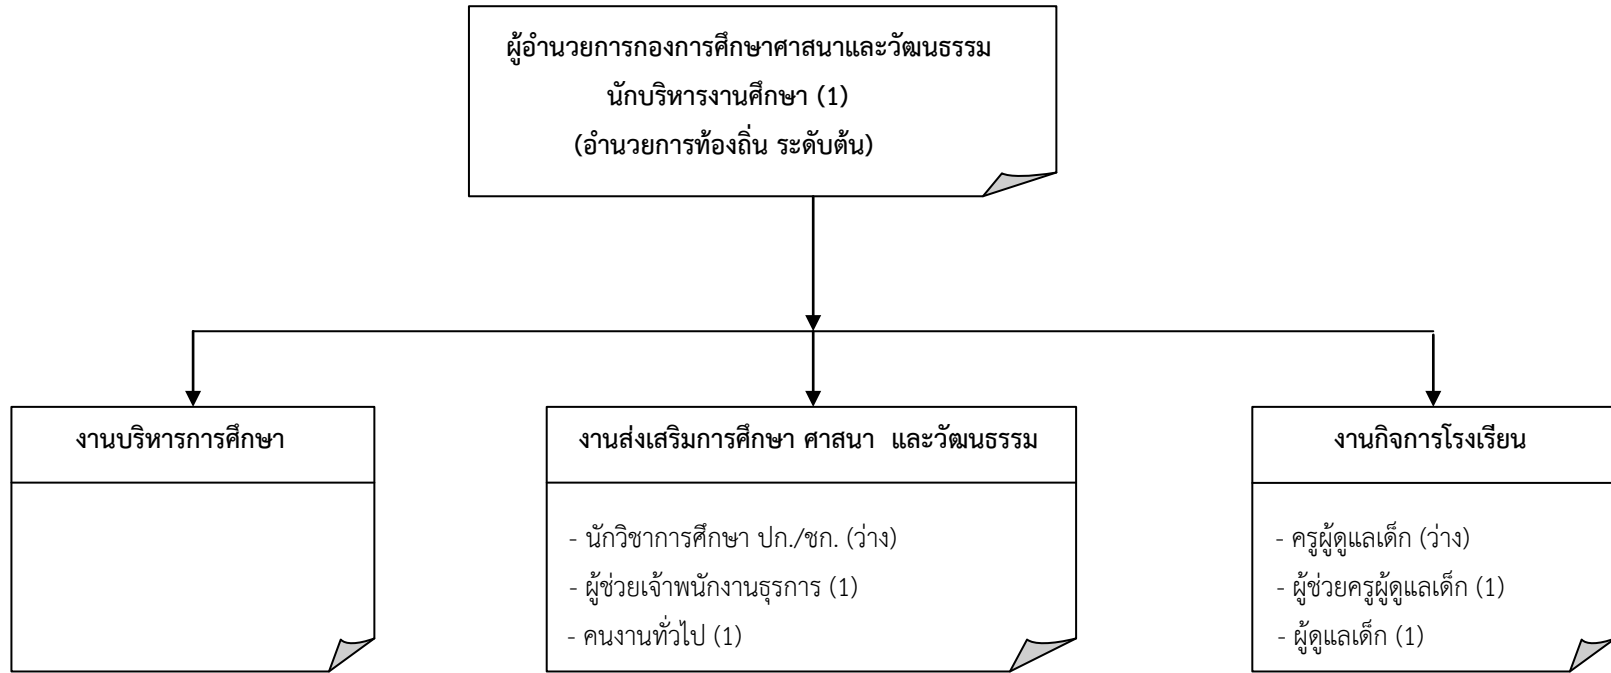 ผู้อำนวยการกองการศึกษาศาสนาและวัฒนธรรม
นักบริหารงานศึกษา (1)
(อำนวยการท้องถิ่น ระดับต้น)
งานบริหารการศึกษา
งานส่งเสริมการศึกษา ศาสนา และวัฒนธรรม
- นักวิชาการศึกษา ปก./ชก. (ว่าง)
- ผู้ช่วยเจ้าพนักงานธุรการ (1)
- คนงานทั่วไป (1)
งานกิจการโรงเรียน
- ครูผู้ดูแลเด็ก (ว่าง)
- ผู้ช่วยครูผู้ดูแลเด็ก (1)
- ผู้ดูแลเด็ก (1)